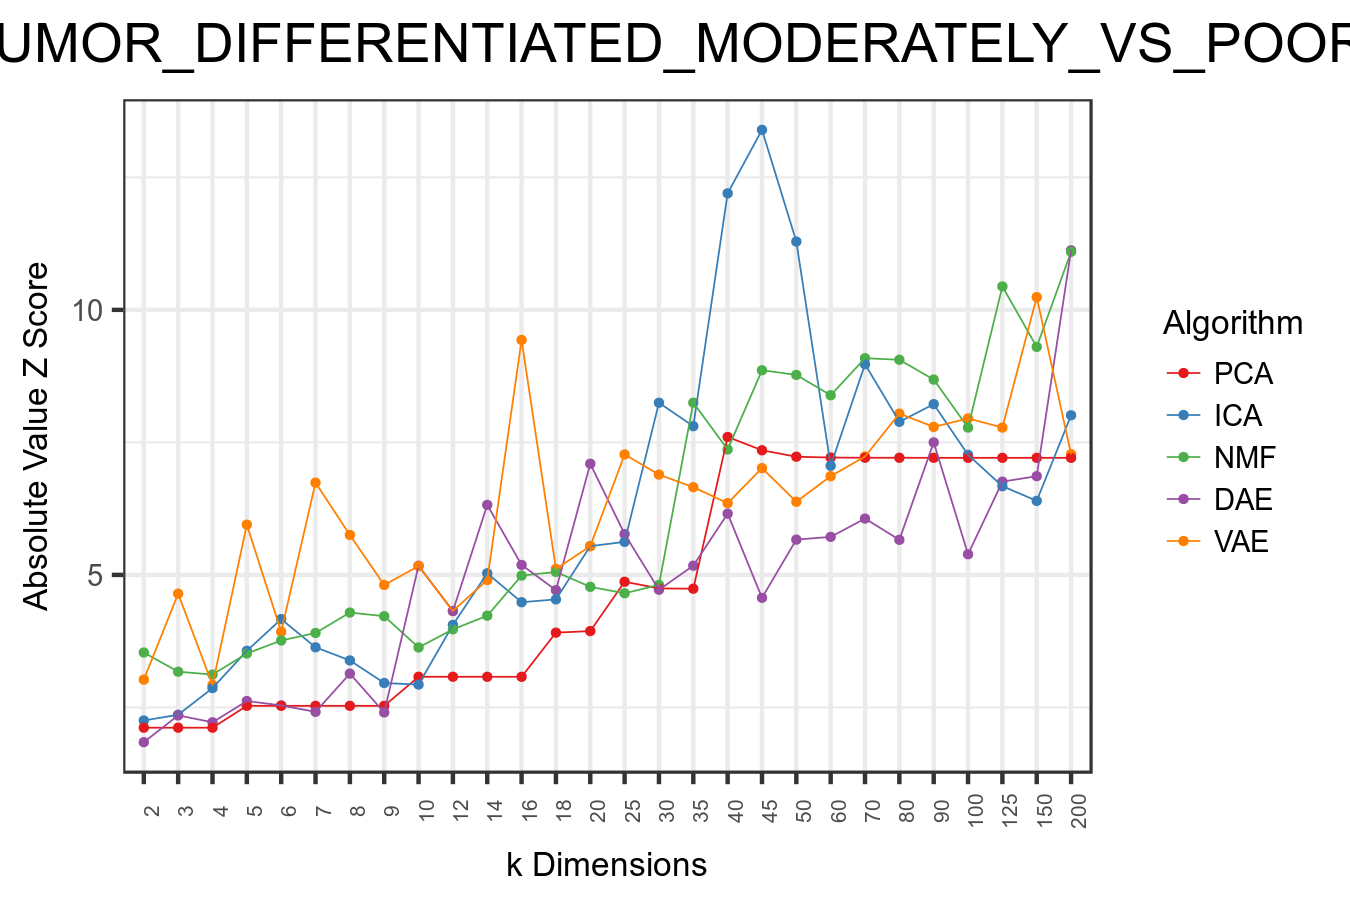 UMOR_DIFFERENTIATED_MODERATELY_VS_POOR
Absolute Value Z Score
10
5
2 3 4 5 6 7 8 9 10 12 14 16 18 20 25 30 35 40 45 50 60 70 80 90 100 125 150 200
k Dimensions
Algorithm
PCA
ICA
NMF
DAE
VAE